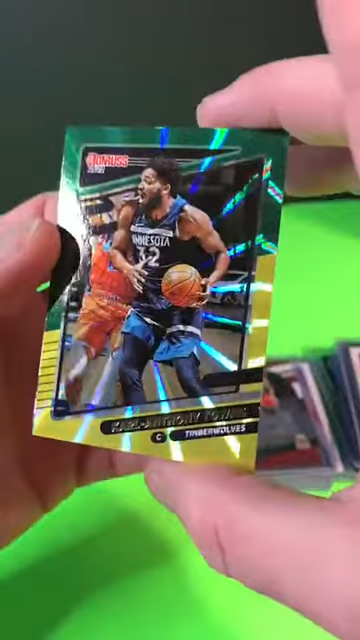 DONRUSS
MINNESOTA
32
KARL-ANTHONY TOWNS
C
TIMBERWOLVES